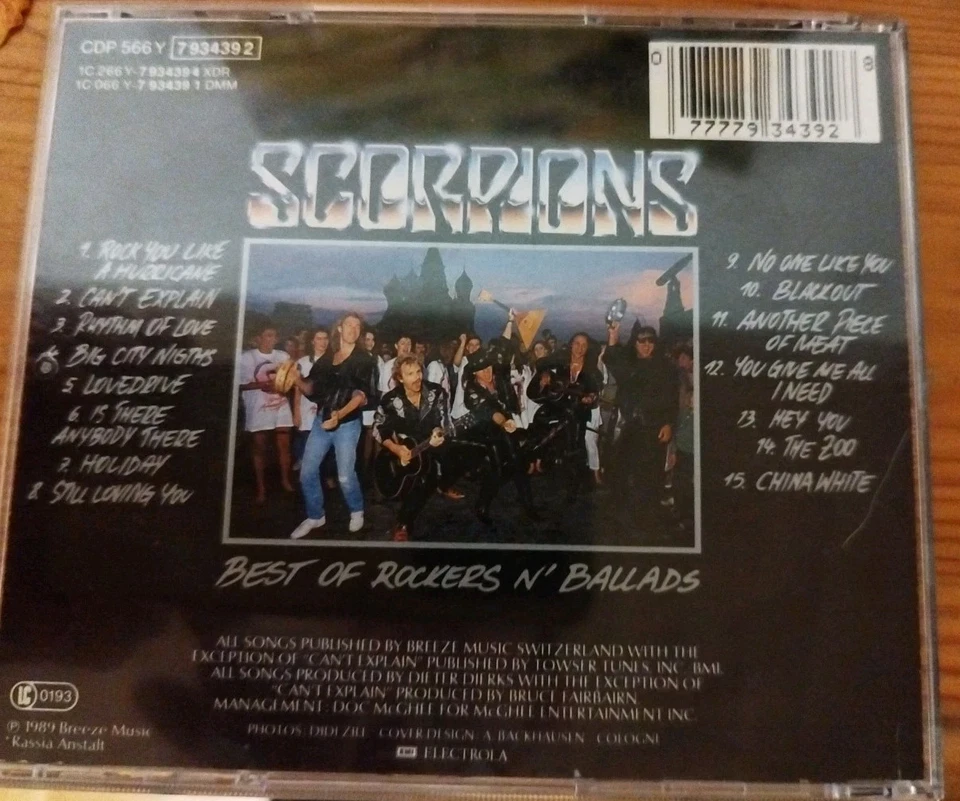 CDP 566 Y 7 93439 2
1C 266 Y-7 93439 4 XDR
1C 066 Y-7 93439 1 DMM
0 77779 34392 8
SCORPIONS
1. ROCK YOU LIKE
A HURRICANE
2. CAN'T EXPLAIN
3. RHYTHM OF LOVE
BIG CITY NIGTHS
5 LOVEDRIVE
6. IS THERE
ANYBODY THERE
7. HOLIDAY
8. STILL LOVING YOU
9. NO ONE LIKE YOU
10. BLACKOUT
11. ANOTHER PIECE
OF MEAT
12. YOU GIVE ME ALL
I NEED
13. HEY YOU
14. THE ZOO
15. CHINA WHITE
BEST OF ROCKERS N' BALLADS
ALL SONGS PUBLISHED BY BREEZE MUSIC SWITZERLAND WITH THE
EXCEPTION OF "CAN'T EXPLAIN" PUBLISHED BY TOWSER TUNES, INC. BMI.
ALL SONGS PRODUCED BY DIETER DIERKS WITH THE EXCEPTION OF
"CAN'T EXPLAIN" PRODUCED BY BRUCE FAIRBAIRN.
MANAGEMENT: DOC McGHEE FOR McGHEE ENTERTAINMENT INC.
PHOTOS: DIDI ZILL COVER DESIGN: A. BACKHAUSEN COLOGNE
EMI ELECTROLA
LC 0193
℗ 1989 Breeze Music
Kassia Anstalt